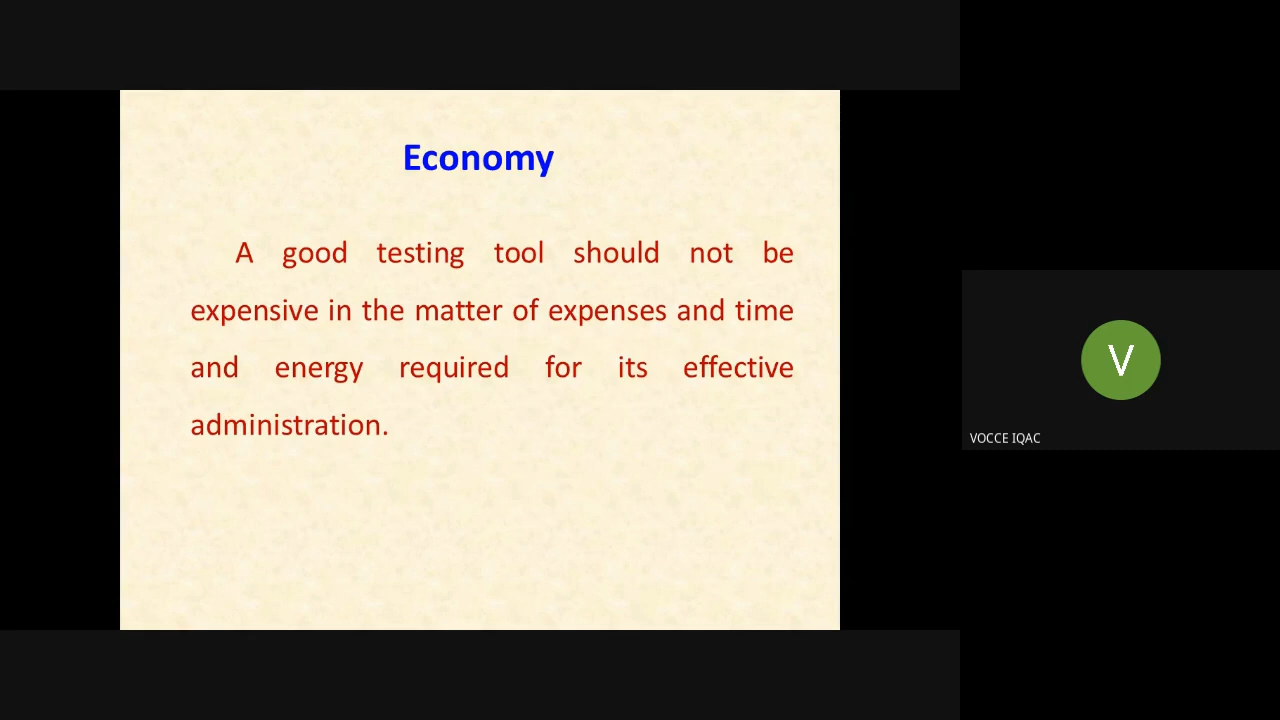 Economy
A good testing tool should not be
expensive in the matter of expenses and time
and energy required for its effective
administration.
V
VOCCE IQAC